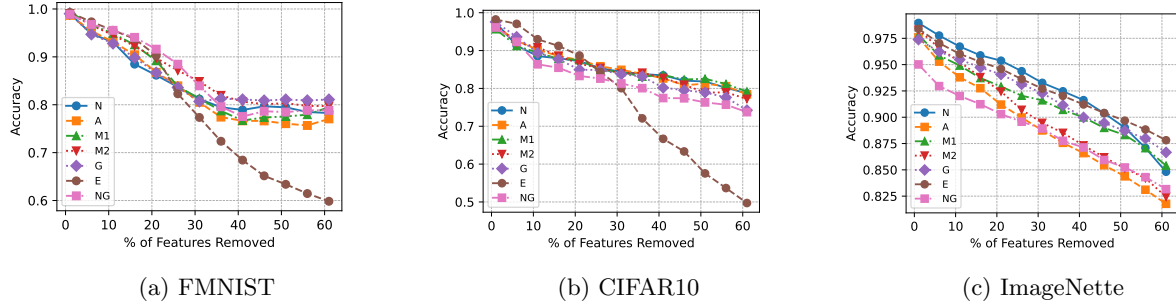 1.0
0.9
0.8
0.7
0.6
Accuracy
N
A
M1
M2
G
E
NG
0 10 20 30 40 50 60
% of Features Removed
(a) FMNIST
1.0
0.9
0.8
0.7
0.6
0.5
Accuracy
N
A
M1
M2
G
E
NG
0 10 20 30 40 50 60
% of Features Removed
(b) CIFAR10
0.975
0.950
0.925
0.900
0.875
0.850
0.825
Accuracy
N
A
M1
M2
G
E
NG
0 10 20 30 40 50 60
% of Features Removed
(c) ImageNette